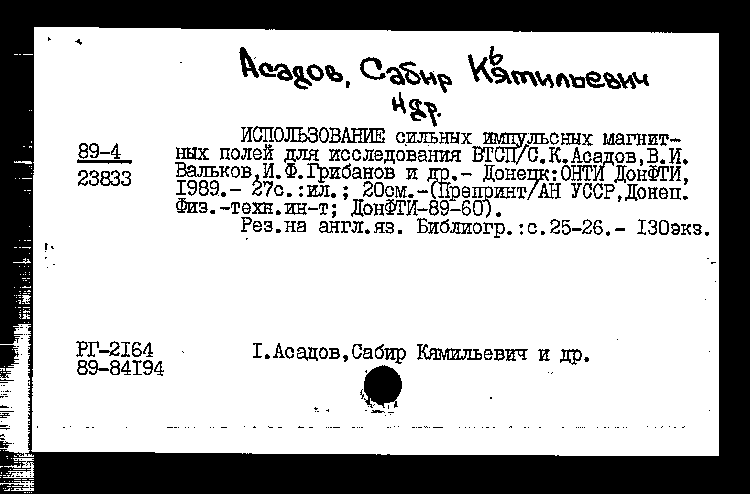 Асадов, Сабир Кямильевич
и др.
ИСПОЛЬЗОВАНИЕ сильных импульсных магнит-
89-4
23833
ных полей для исследования ВТСП/С.К.Асадов,В.И.
Вальков,И.Ф.Грибанов и др.- Донецк:ОНТИ ДонФТИ,
1989.- 27с.:ил.; 20см.-(Препринт/АН УССР,Донец.
Физ.-техн.ин-т; ДонФТИ-89-60).
Рез.на англ.яз. Библиогр.:с.25-26.- 130экз.
РГ-2164
89-84194
I.Асадов,Сабир Кямильевич и др.